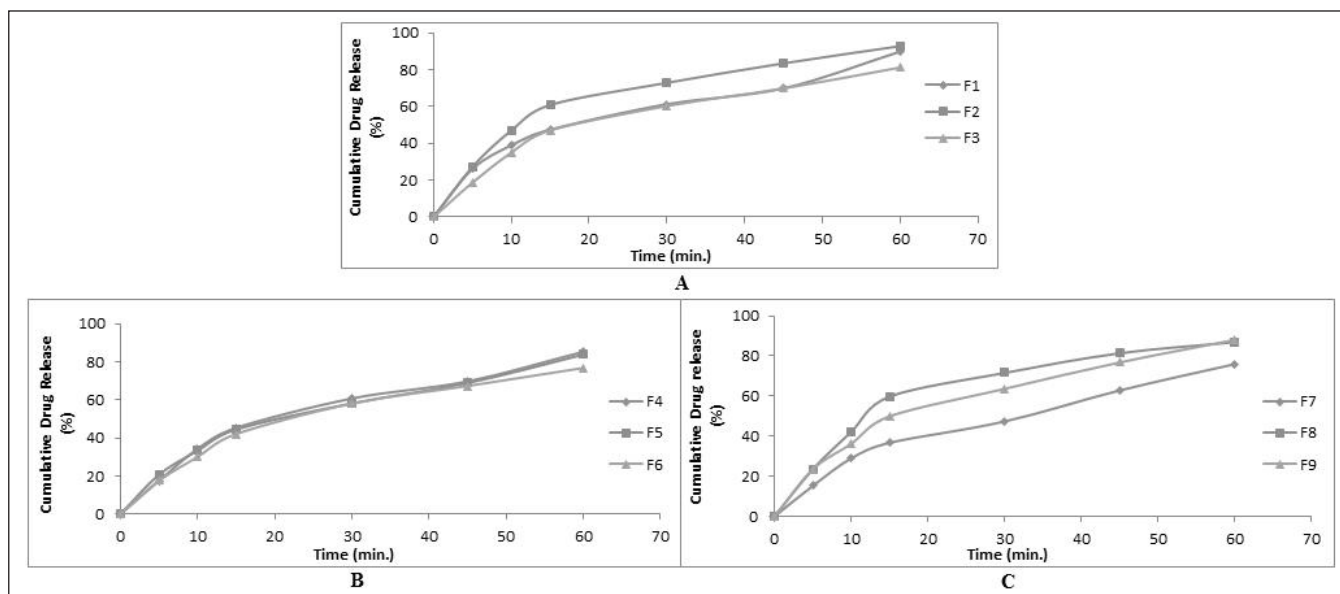 100
80
60
40
20
0
Cumulative Drug Release
(%)
0 10 20 30 40 50 60 70
Time (min.)
F1
F2
F3
A
100
80
60
40
20
0
Cumulative Drug Release
(%)
0 10 20 30 40 50 60 70
Time (min.)
F4
F5
F6
B
100
80
60
40
20
0
Cumulative Drug release
(%)
0 10 20 30 40 50 60 70
Time (min.)
F7
F8
F9
C